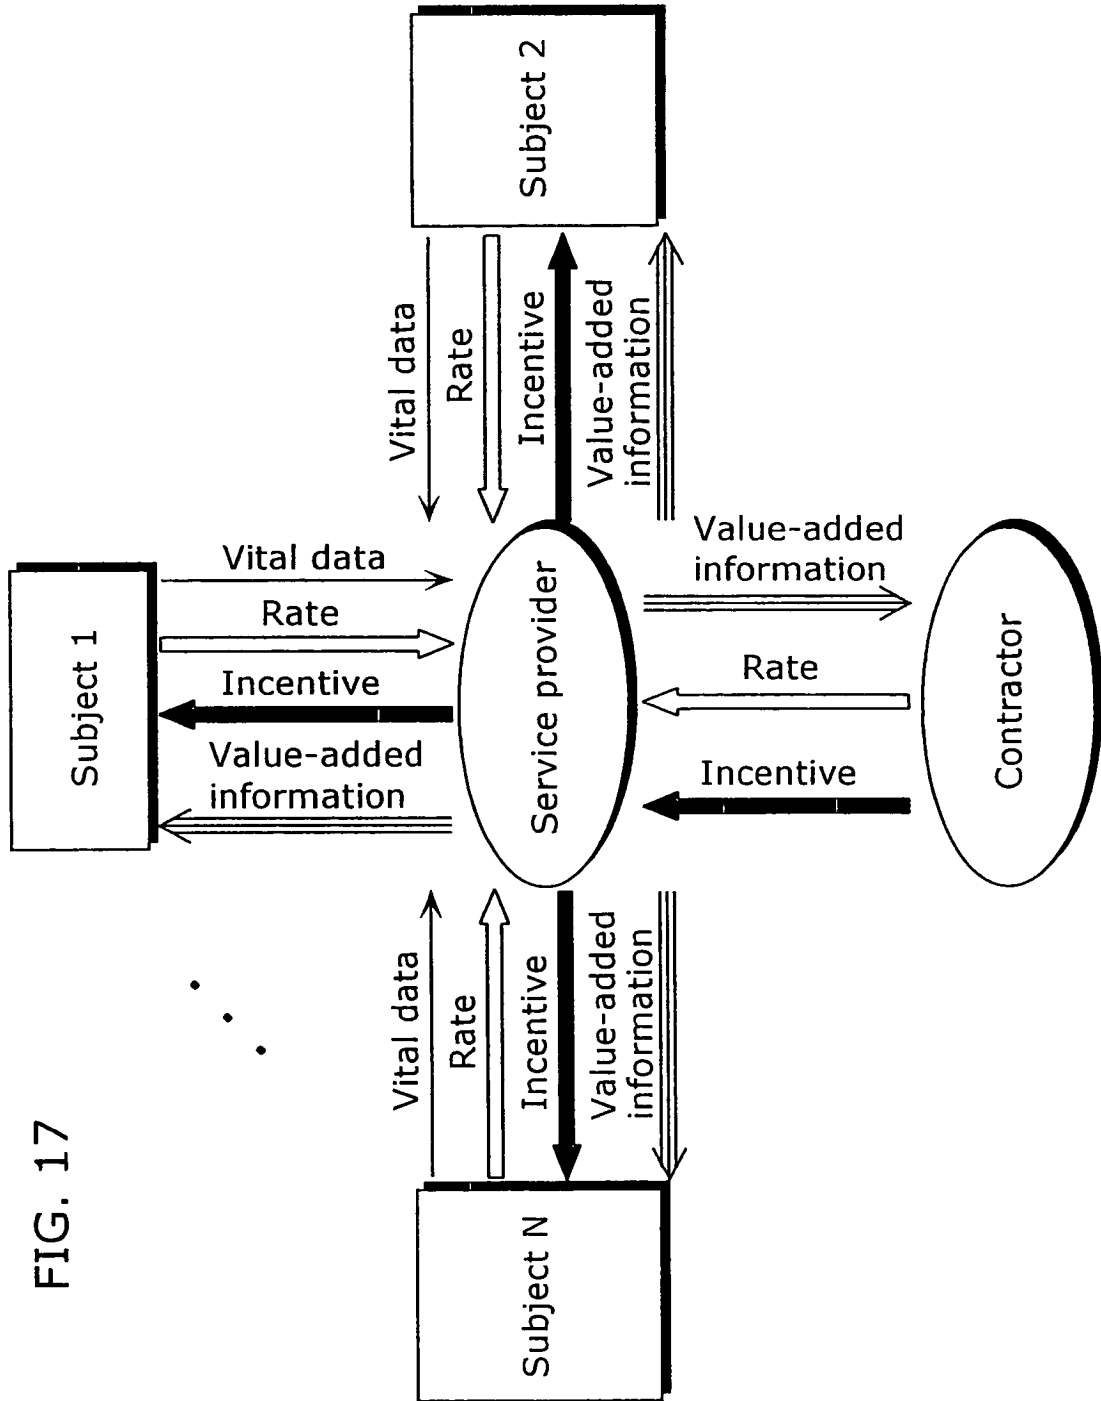 FIG. 17
Subject 1
Vital data
Rate
Incentive
Value-added
information
Subject N
Vital data
Rate
Incentive
Value-added
information
Service provider
Vital data
Rate
Incentive
Value-added
information
Subject 2
Value-added
information
Rate
Incentive
Contractor